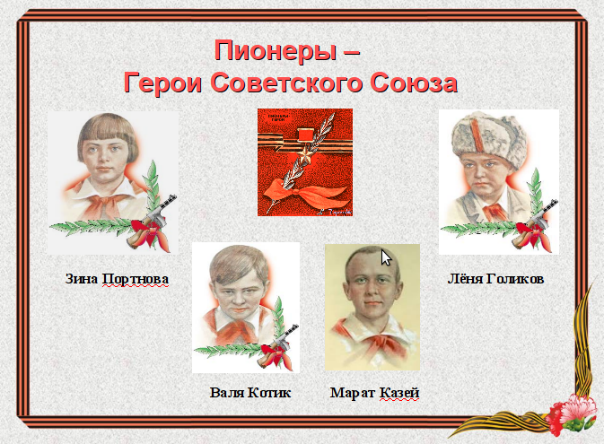 Пионеры –
Герои Советского Союза
Зина Портнова
Лёня Голиков
Валя Котик
Марат Казей